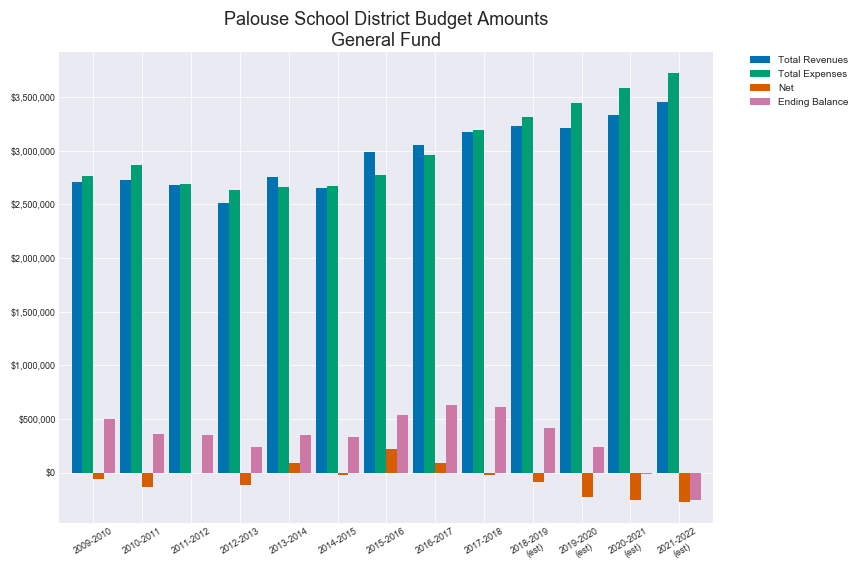 Palouse School District Budget Amounts
General Fund
Total Revenues
Total Expenses
Net
Ending Balance
$3,500,000
$3,000,000
$2,500,000
$2,000,000
$1,500,000
$1,000,000
$500,000
$0
2009-2010
2010-2011
2011-2012
2012-2013
2013-2014
2014-2015
2015-2016
2016-2017
2017-2018
2018-2019
(est)
2019-2020
(est)
2020-2021
(est)
2021-2022
(est)